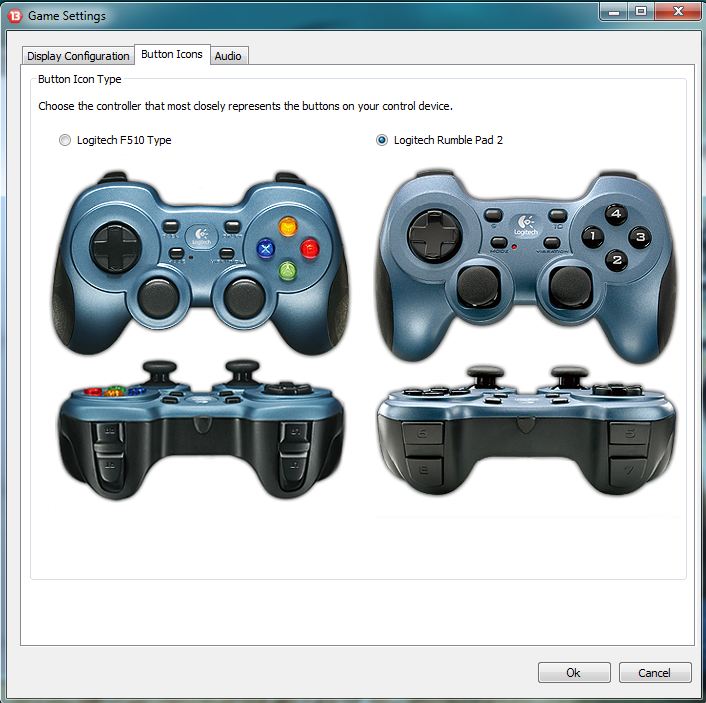 13 Game Settings
Display Configuration Button Icons Audio
Button Icon Type
Choose the controller that most closely represents the buttons on your control device.
Logitech F510 Type
Logitech Rumble Pad 2
Logitech
X
A
4
1 3
2
Logitech
MODE VIBRATION
6 5
8 7
Ok Cancel